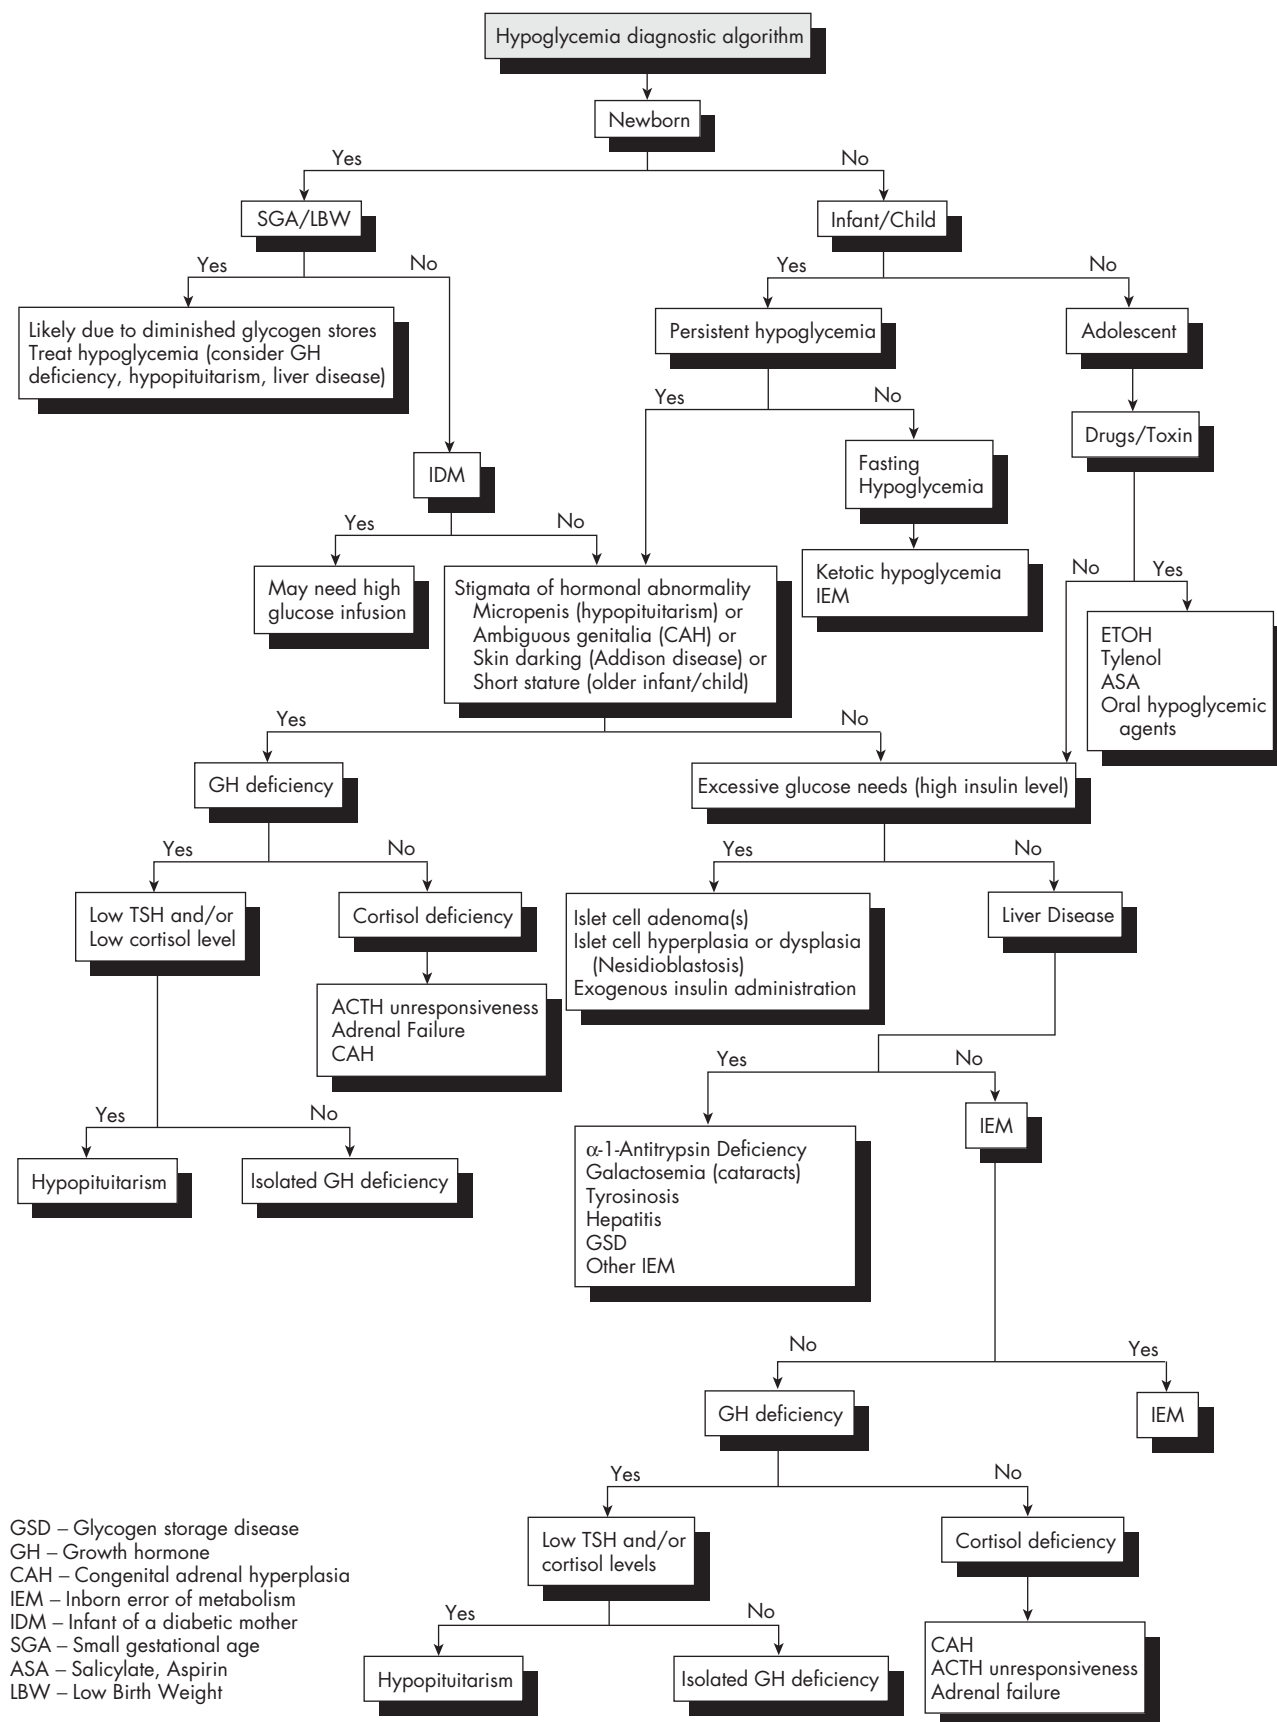 Hypoglycemia diagnostic algorithm
Newborn
Yes
No
SGA/LBW
Infant/Child
Yes
No
Yes
No
Likely due to diminished glycogen stores
Treat hypoglycemia (consider GH
deficiency, hypopituitarism, liver disease)
Persistent hypoglycemia
Adolescent
Yes
No
Drugs/Toxin
IDM
Fasting
Hypoglycemia
Yes
No
May need high
glucose infusion
Stigmata of hormonal abnormality
Micropenis (hypopituitarism) or
Ambiguous genitalia (CAH) or
Skin darking (Addison disease) or
Short stature (older infant/child)
Ketotic hypoglycemia
IEM
No
Yes
ETOH
Tylenol
ASA
Oral hypoglycemic
agents
Yes
No
GH deficiency
Excessive glucose needs (high insulin level)
Yes
No
Yes
No
Low TSH and/or
Low cortisol level
Cortisol deficiency
Islet cell adenoma(s)
Islet cell hyperplasia or dysplasia
(Nesidioblastosis)
Exogenous insulin administration
Liver Disease
ACTH unresponsiveness
Adrenal Failure
CAH
Yes
No
Yes
No
IEM
Hypopituitarism
Isolated GH deficiency
α-1-Antitrypsin Deficiency
Galactosemia (cataracts)
Tyrosinosis
Hepatitis
GSD
Other IEM
No
Yes
GH deficiency
IEM
Yes
No
Low TSH and/or
cortisol levels
Cortisol deficiency
Yes
No
Hypopituitarism
Isolated GH deficiency
CAH
ACTH unresponsiveness
Adrenal failure
GSD – Glycogen storage disease
GH – Growth hormone
CAH – Congenital adrenal hyperplasia
IEM – Inborn error of metabolism
IDM – Infant of a diabetic mother
SGA – Small gestational age
ASA – Salicylate, Aspirin
LBW – Low Birth Weight